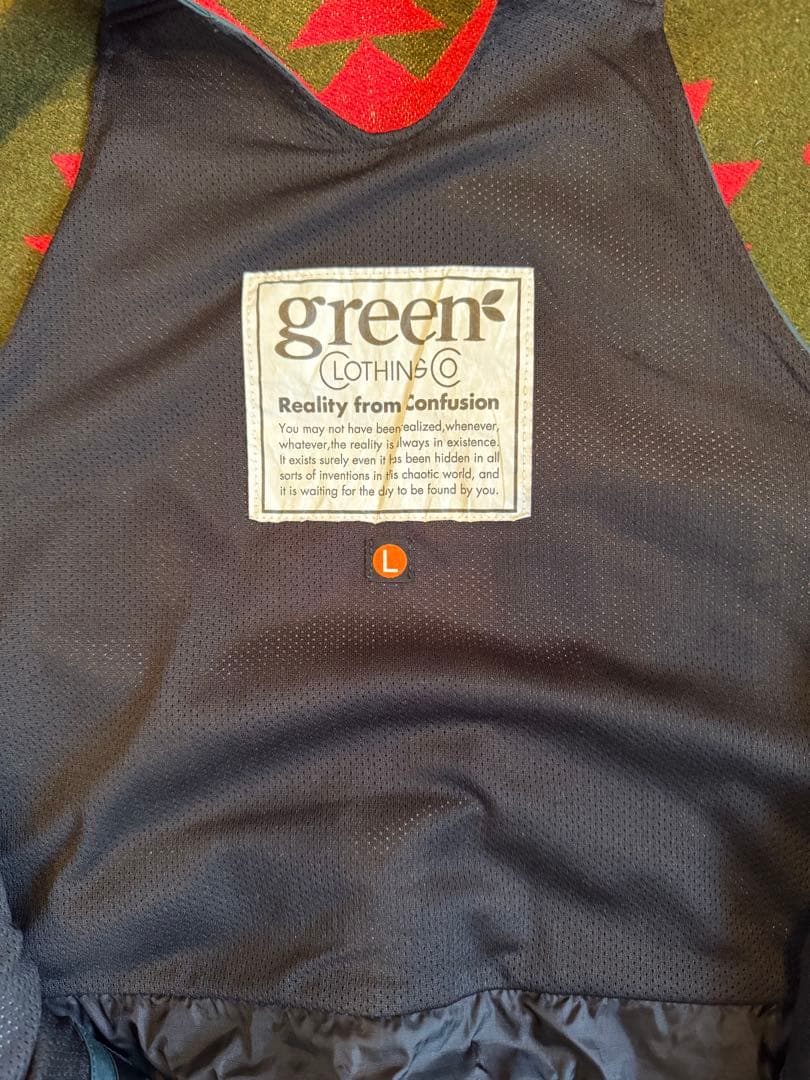 green
CLOTHING CO
Reality from Confusion
You may not have been realized,whenever,
whatever,the reality is always in existence.
It exists surely even it has been hidden in all
sorts of inventions in this chaotic world, and
it is waiting for the day to be found by you.
L